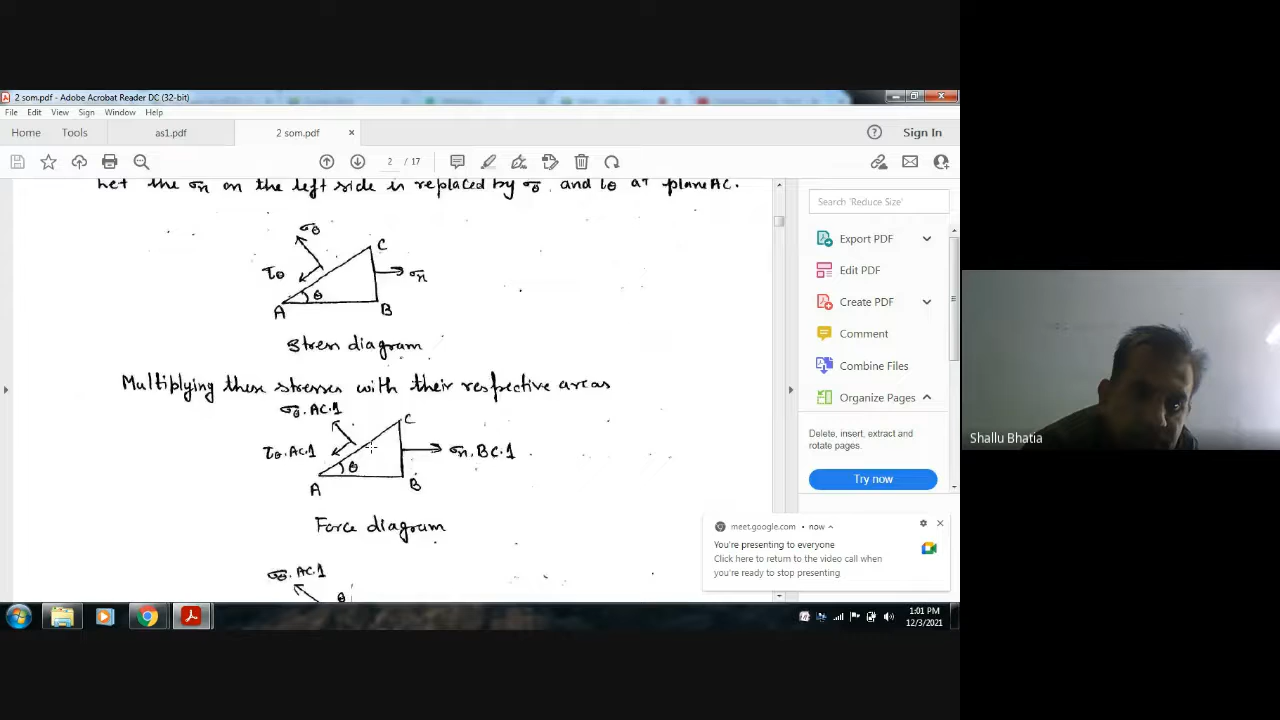 2 som.pdf - Adobe Acrobat Reader DC (32-bit)
File Edit View Sign Window Help
Home Tools as1.pdf 2 som.pdf × Sign In
2 / 17
Let the σx on the left side is replaced by σθ and τθ at plane AC.
σθ
C
τθ
σx
θ
A
B
Stress diagram
Multiplying these stresses with their respective areas
σθ.AC.1
C
τθ.AC.1
σx.BC.1
θ
A
B
Force diagram
σθ.AC.1
θ
Search 'Reduce Size'
Export PDF
Edit PDF
Create PDF
Comment
Combine Files
Organize Pages
Delete, insert, extract and
rotate pages.
Try now
meet.google.com • now
You're presenting to everyone
Click here to return to the video call when
you're ready to stop presenting
1:01 PM
12/3/2021
Shallu Bhatia